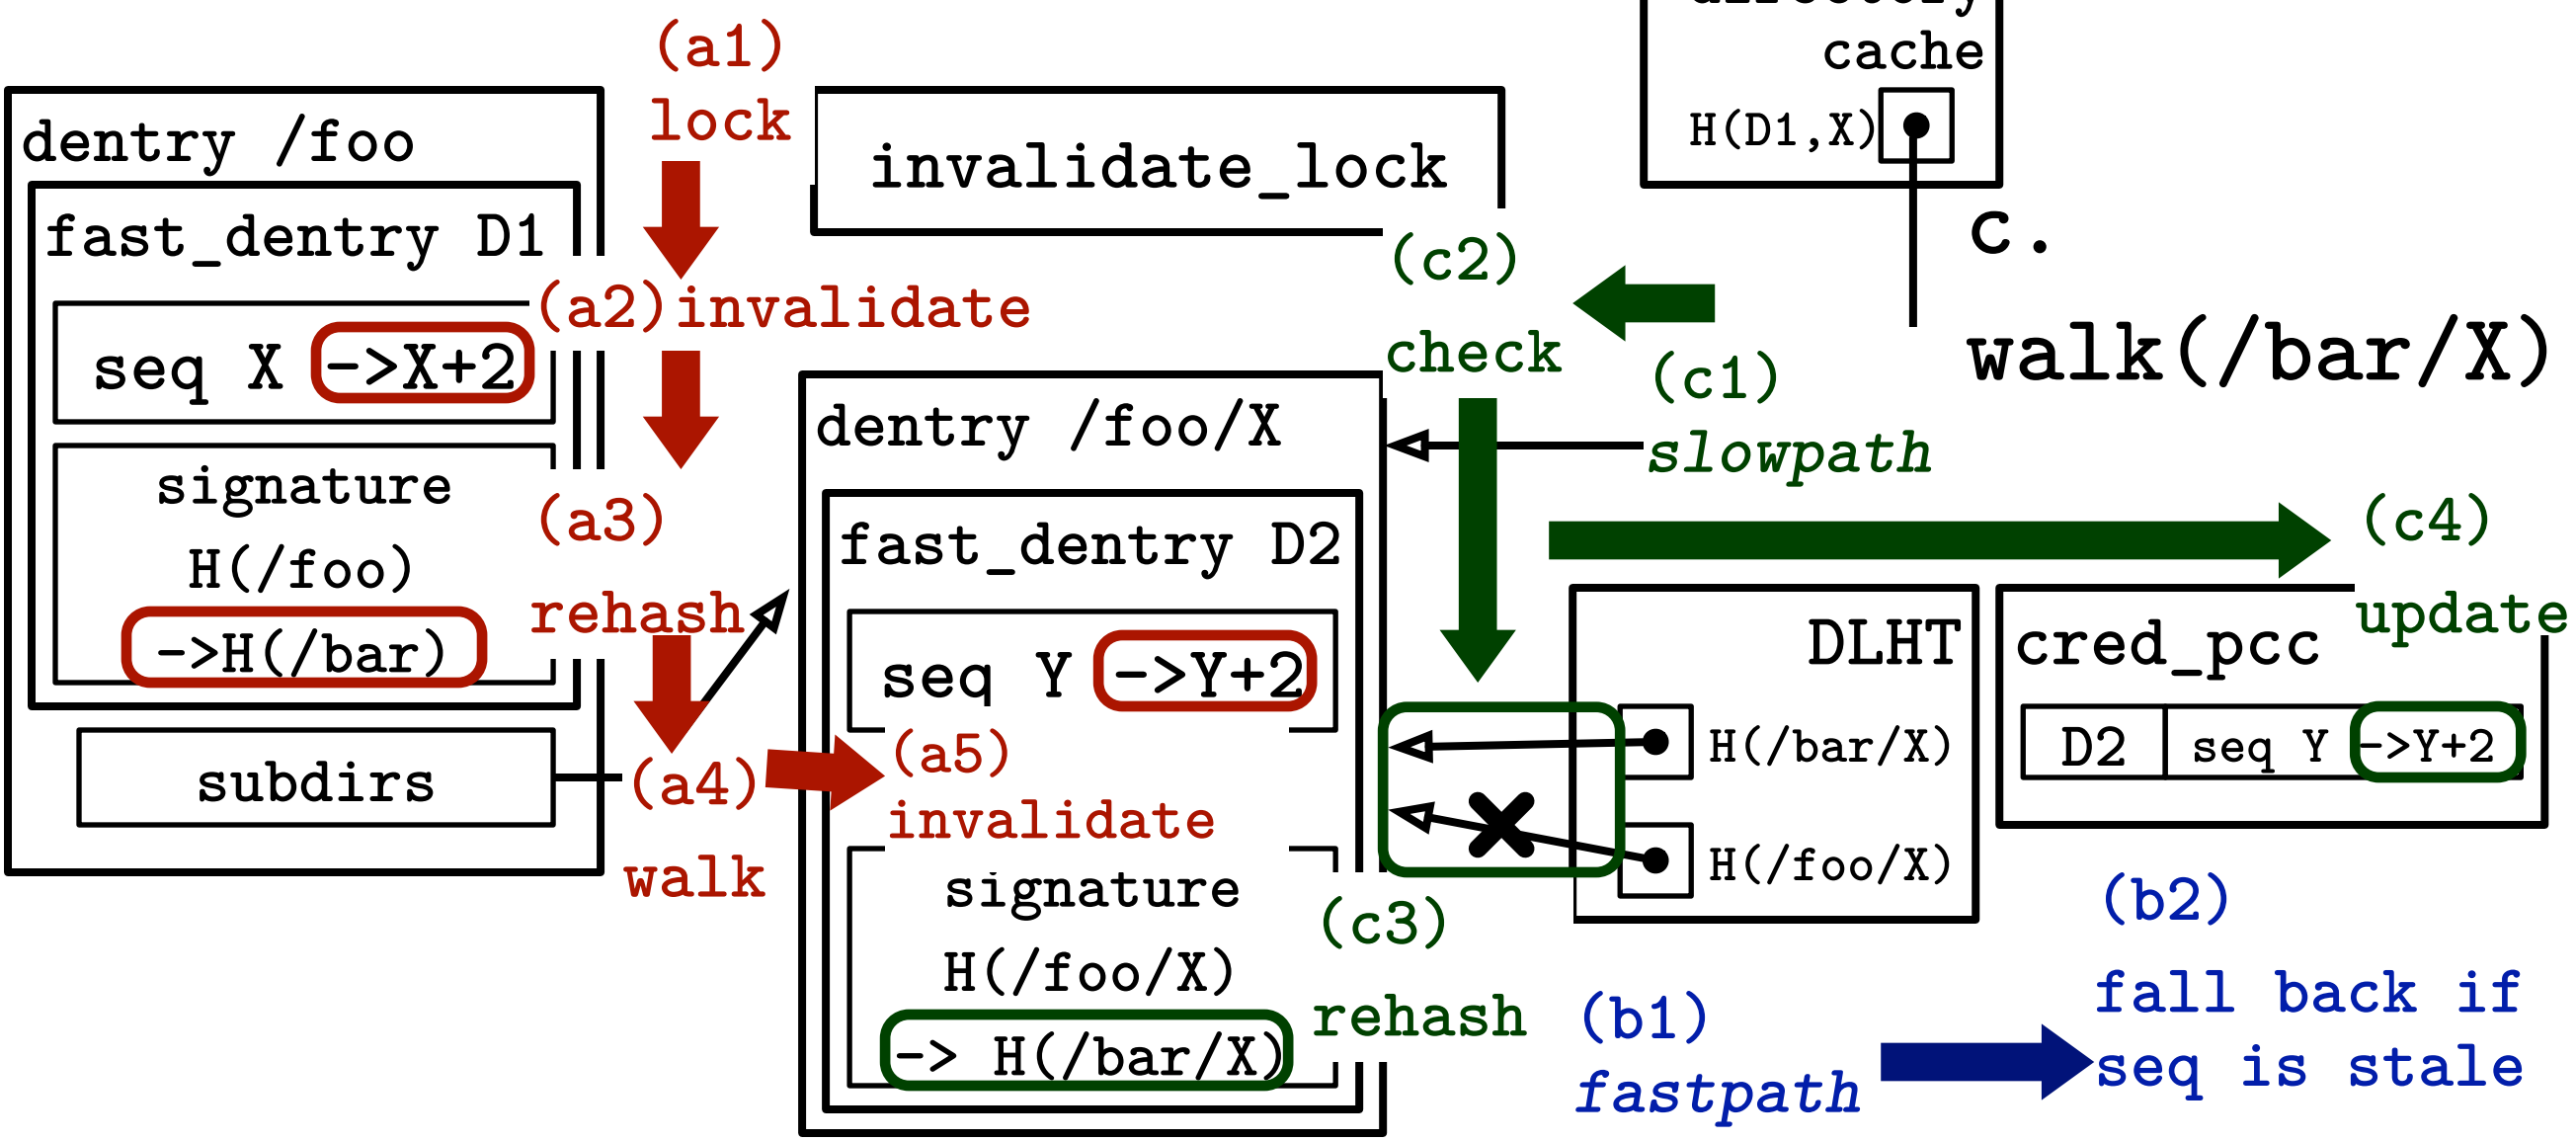 directory
cache
H(D1,X)
(a1)
lock
dentry /foo
fast_dentry D1
(a2)invalidate
seq X ->X+2
signature
H(/foo)
->H(/bar)
(a3)
rehash
subdirs
(a4)
walk
invalidate_lock
(c2)
check
c.
walk(/bar/X)
(c1)
slowpath
dentry /foo/X
fast_dentry D2
seq Y ->Y+2
(a5)
invalidate
signature
H(/foo/X)
-> H(/bar/X)
(c3)
rehash
(c4)
update
DLHT
H(/bar/X)
H(/foo/X)
cred_pcc
D2 seq Y ->Y+2
(b1)
fastpath
(b2)
fall back if
seq is stale